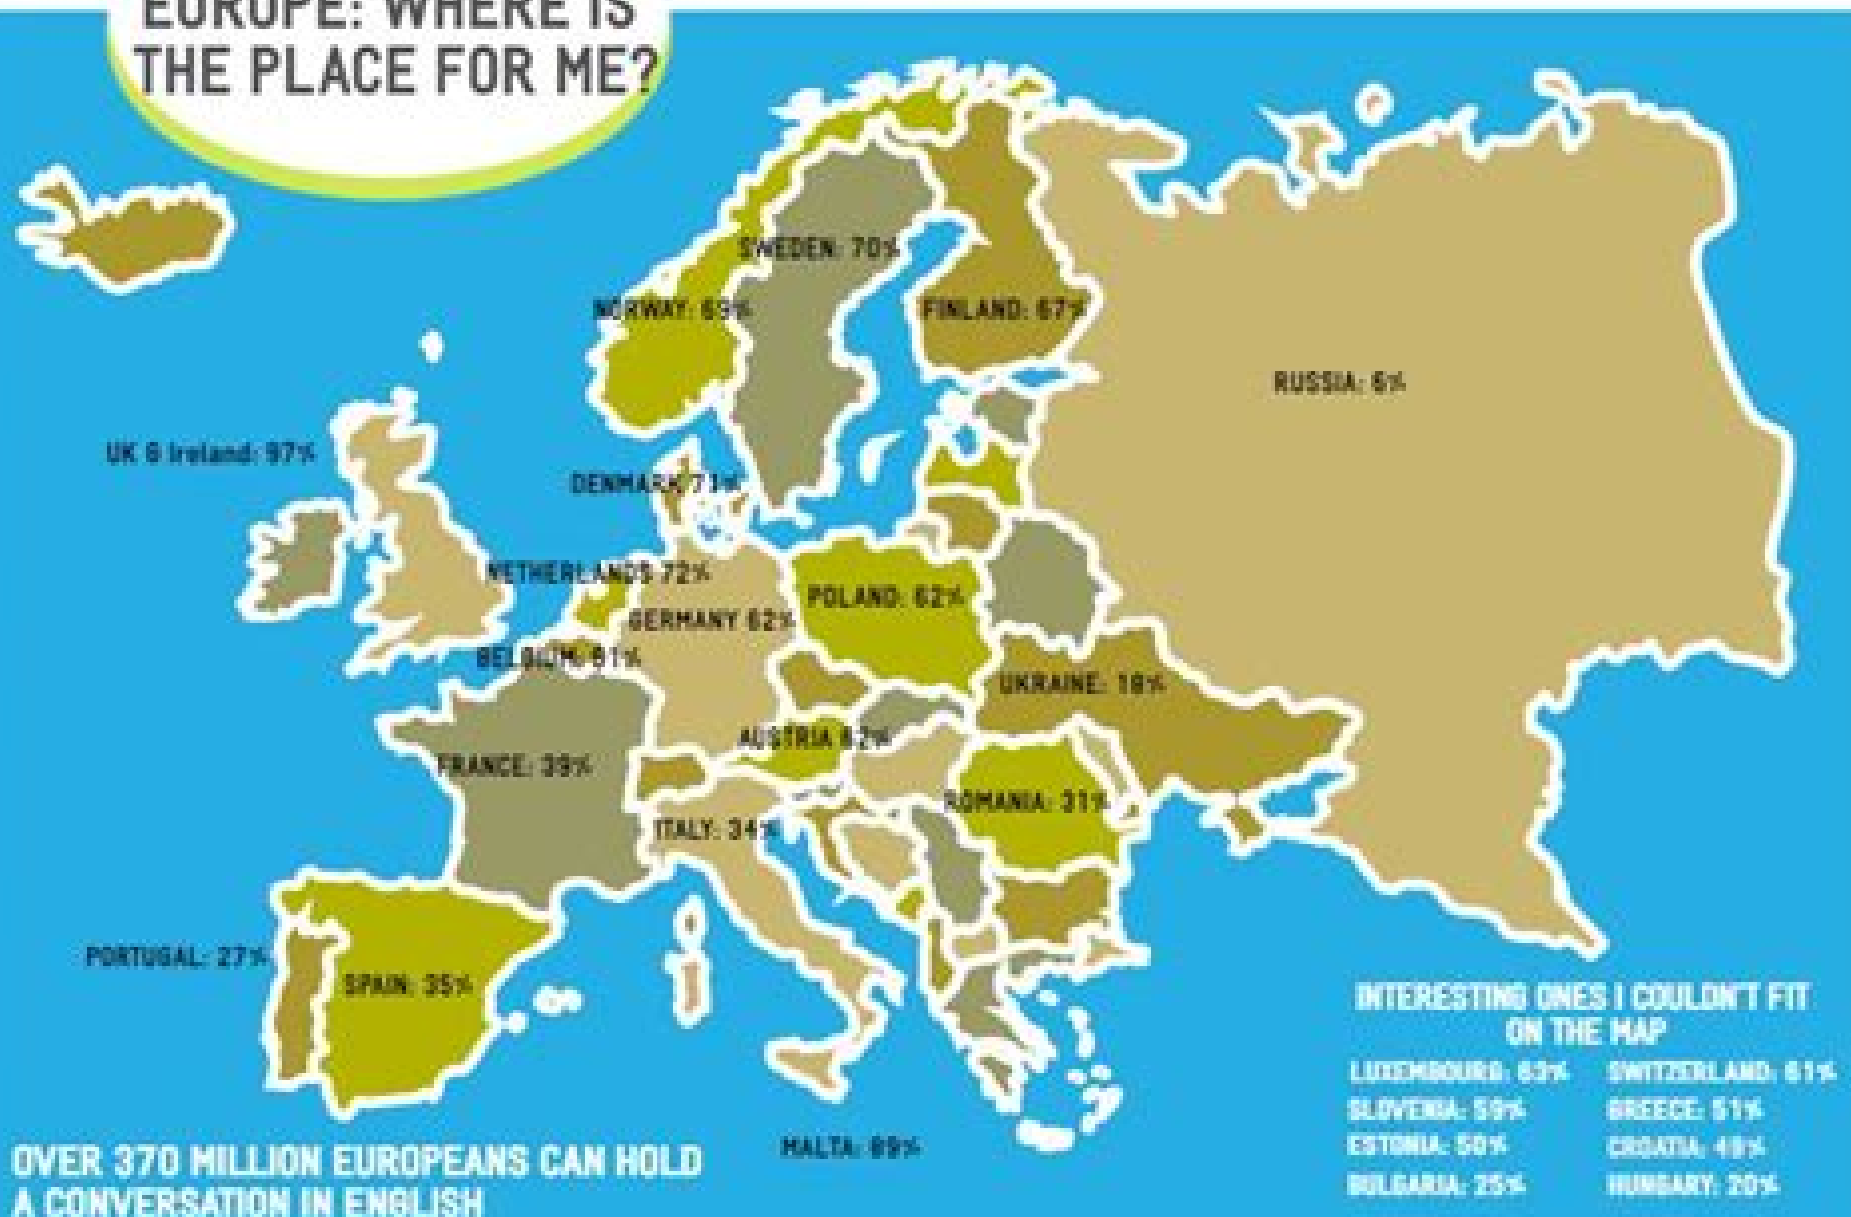 EUROPE: WHERE IS
THE PLACE FOR ME?
SWEDEN: 70%
NORWAY: 69%
FINLAND: 67%
RUSSIA: 6%
UK & Ireland: 97%
DENMARK 71%
NETHERLANDS 72%
POLAND: 62%
GERMANY 62%
BELGIUM:
UKRAINE: 18%
AUSTRIA 62%
FRANCE: 39%
ROMANIA: 31%
ITALY: 34%
PORTUGAL: 27%
SPAIN: 35%
MALTA: 89%
INTERESTING ONES I COULDN'T FIT
ON THE MAP
LUXEMBOURG: 63% SWITZERLAND: 61%
SLOVENIA: 59% GREECE: 51%
ESTONIA: 50% CROATIA: 49%
BULGARIA: 25% HUNGARY: 20%
OVER 370 MILLION EUROPEANS CAN HOLD
A CONVERSATION IN ENGLISH